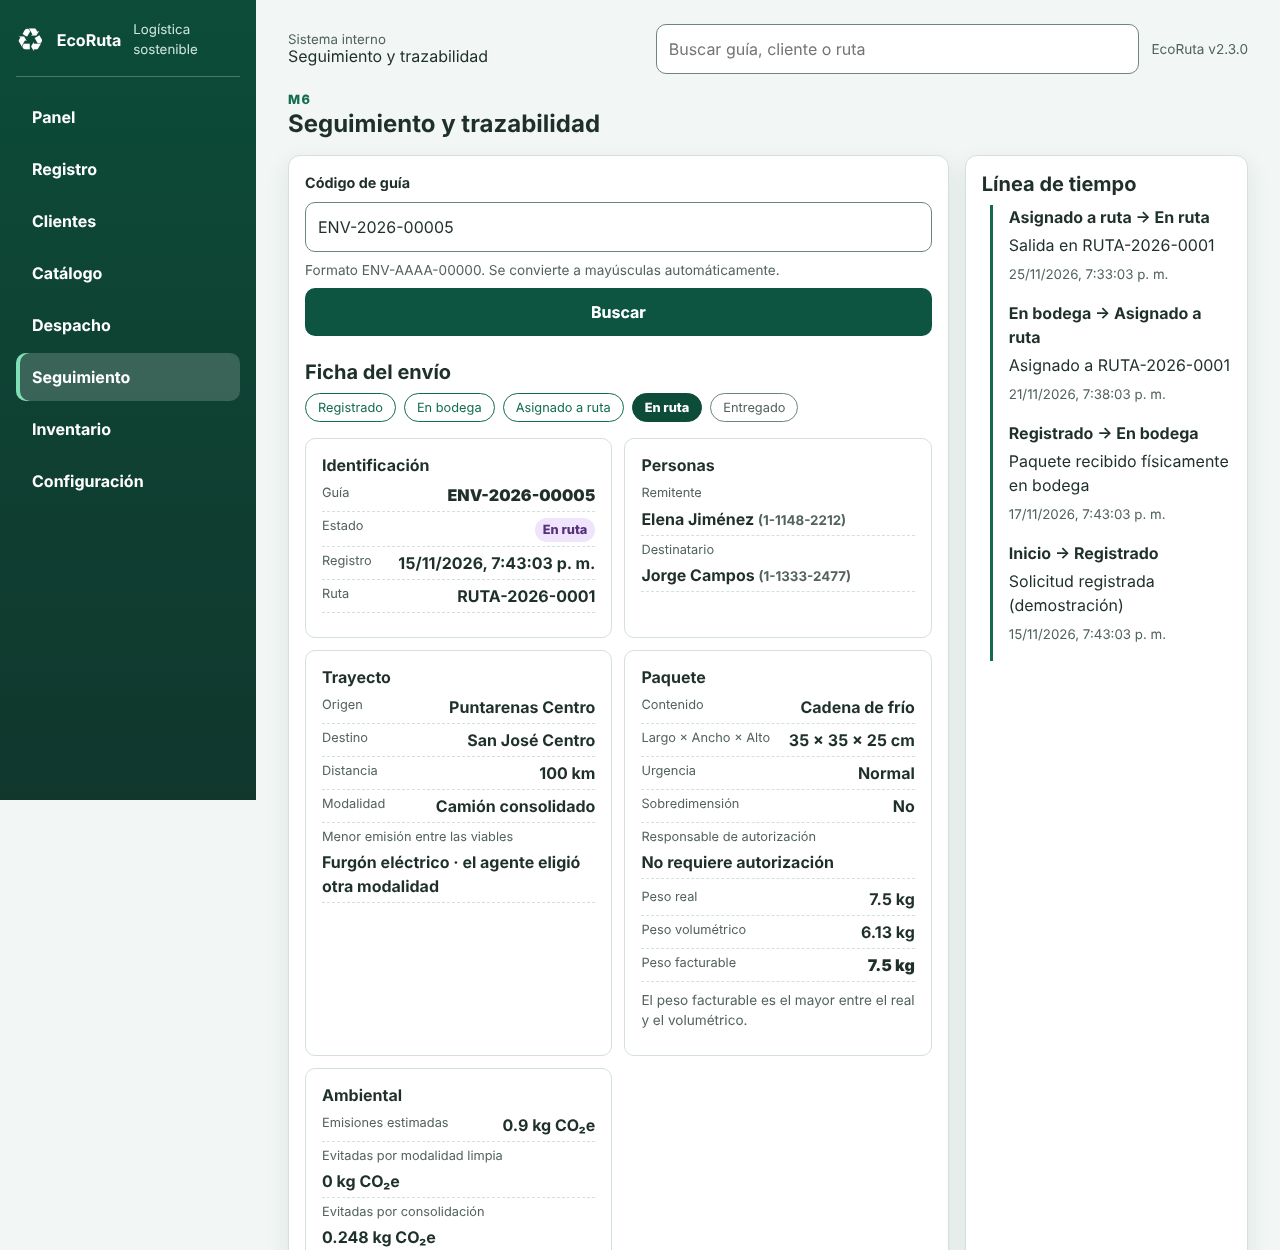 EcoRuta
Logística
sostenible
Panel
Registro
Clientes
Catálogo
Despacho
Seguimiento
Inventario
Configuración
Sistema interno
Seguimiento y trazabilidad
Buscar guía, cliente o ruta
EcoRuta v2.3.0
M6
Seguimiento y trazabilidad
Código de guía
ENV-2026-00005
Formato ENV-AAAA-00000. Se convierte a mayúsculas automáticamente.
Buscar
Ficha del envío
Registrado En bodega Asignado a ruta En ruta Entregado
Identificación
Guía ENV-2026-00005
Estado En ruta
Registro 15/11/2026, 7:43:03 p. m.
Ruta RUTA-2026-0001
Personas
Remitente
Elena Jiménez (1-1148-2212)
Destinatario
Jorge Campos (1-1333-2477)
Trayecto
Origen Puntarenas Centro
Destino San José Centro
Distancia 100 km
Modalidad Camión consolidado
Menor emisión entre las viables
Furgón eléctrico · el agente eligió
otra modalidad
Paquete
Contenido Cadena de frío
Largo × Ancho × Alto 35 × 35 × 25 cm
Urgencia Normal
Sobredimensión No
Responsable de autorización
No requiere autorización
Peso real 7.5 kg
Peso volumétrico 6.13 kg
Peso facturable 7.5 kg
El peso facturable es el mayor entre el real
y el volumétrico.
Ambiental
Emisiones estimadas 0.9 kg CO₂e
Evitadas por modalidad limpia
0 kg CO₂e
Evitadas por consolidación
0.248 kg CO₂e
Línea de tiempo
Asignado a ruta → En ruta
Salida en RUTA-2026-0001
25/11/2026, 7:33:03 p. m.
En bodega → Asignado a
ruta
Asignado a RUTA-2026-0001
21/11/2026, 7:38:03 p. m.
Registrado → En bodega
Paquete recibido físicamente
en bodega
17/11/2026, 7:43:03 p. m.
Inicio → Registrado
Solicitud registrada
(demostración)
15/11/2026, 7:43:03 p. m.